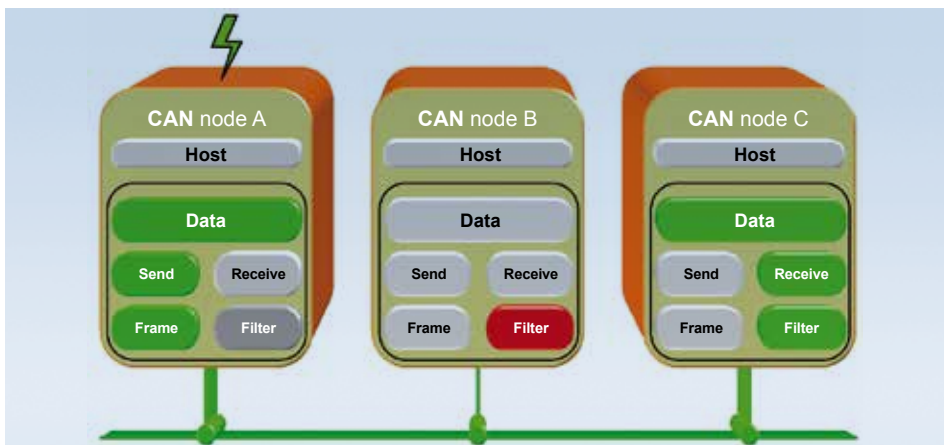 CAN node A
Host
Data
Send
Receive
Frame
Filter
CAN node B
Host
Data
Send
Receive
Frame
Filter
CAN node C
Host
Data
Send
Receive
Frame
Filter